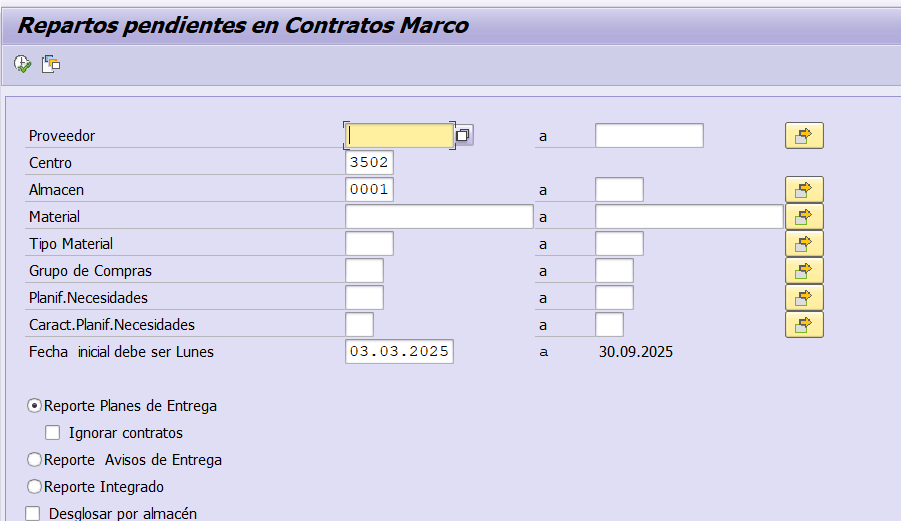 Repartos pendientes en Contratos Marco
Proveedor a
Centro 3502
Almacen 0001 a
Material a
Tipo Material a
Grupo de Compras a
Planif.Necesidades a
Caract.Planif.Necesidades a
Fecha inicial debe ser Lunes 03.03.2025 a 30.09.2025
Reporte Planes de Entrega
Ignorar contratos
Reporte Avisos de Entrega
Reporte Integrado
Desglosar por almacén